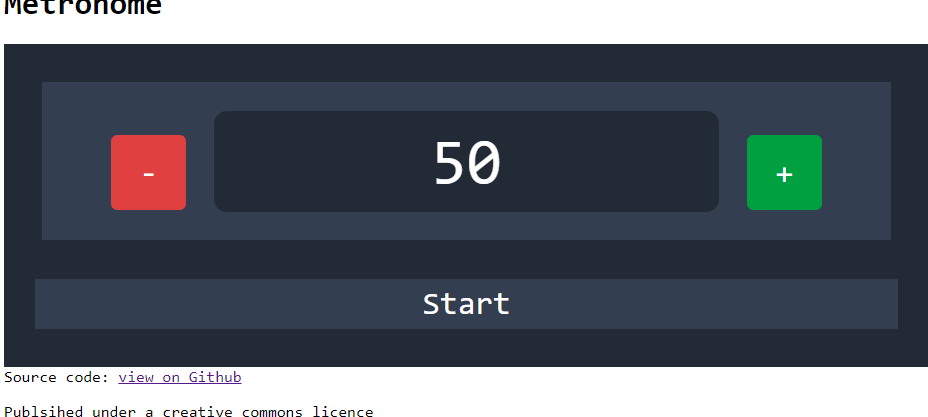 Metronome
- 50 +
Start
Source code: view on Github
Publsihed under a creative commons licence